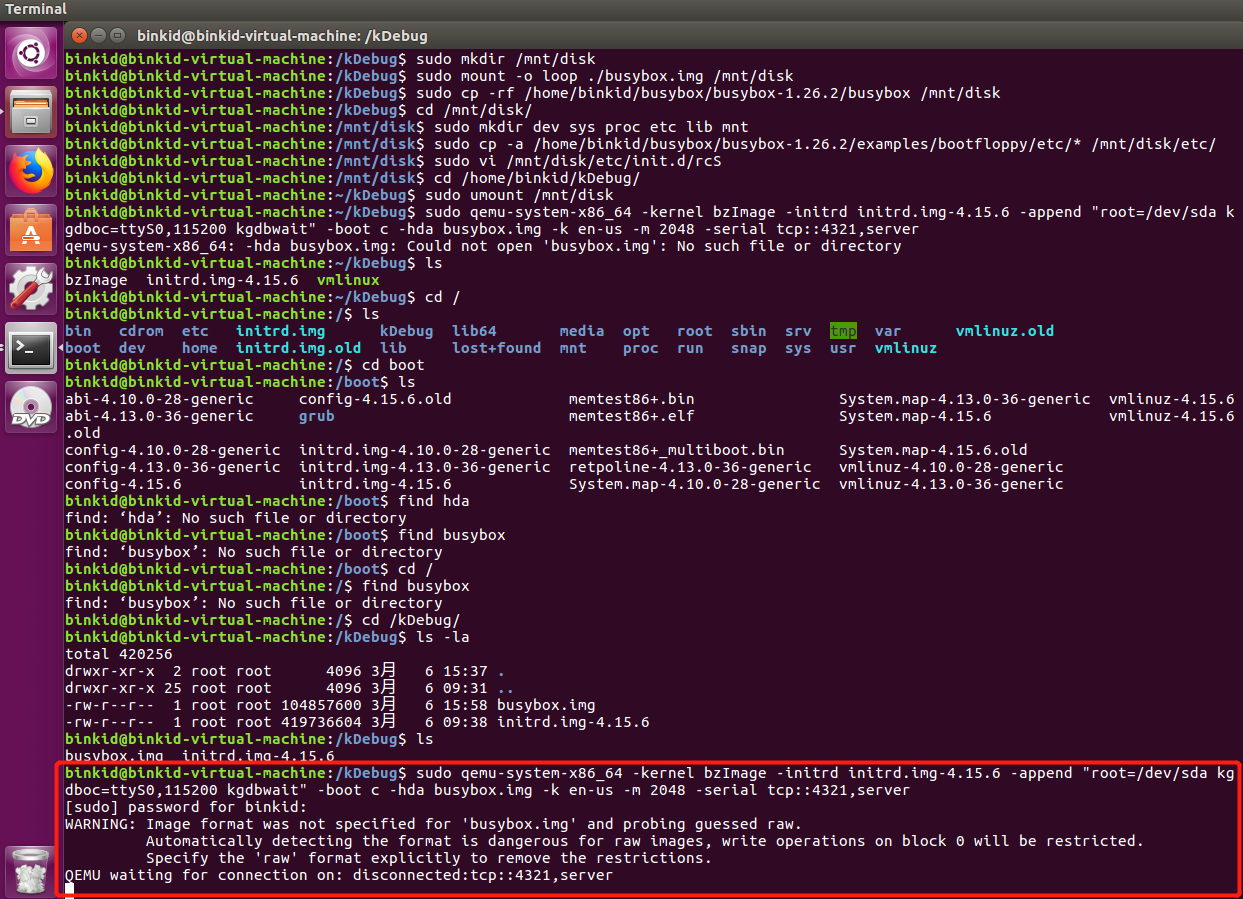 Terminal
binkid@binkid-virtual-machine: /kDebug
binkid@binkid-virtual-machine:/kDebug$ sudo mkdir /mnt/disk
binkid@binkid-virtual-machine:/kDebug$ sudo mount -o loop ./busybox.img /mnt/disk
binkid@binkid-virtual-machine:/kDebug$ sudo cp -rf /home/binkid/busybox/busybox-1.26.2/busybox /mnt/disk
binkid@binkid-virtual-machine:/kDebug$ cd /mnt/disk/
binkid@binkid-virtual-machine:/mnt/disk$ sudo mkdir dev sys proc etc lib mnt
binkid@binkid-virtual-machine:/mnt/disk$ sudo cp -a /home/binkid/busybox/busybox-1.26.2/examples/bootfloppy/etc/* /mnt/disk/etc/
binkid@binkid-virtual-machine:/mnt/disk$ sudo vi /mnt/disk/etc/init.d/rcS
binkid@binkid-virtual-machine:/mnt/disk$ cd /home/binkid/kDebug/
binkid@binkid-virtual-machine:~/kDebug$ sudo umount /mnt/disk
binkid@binkid-virtual-machine:~/kDebug$ sudo qemu-system-x86_64 -kernel bzImage -initrd initrd.img-4.15.6 -append "root=/dev/sda k
gdboc=ttyS0,115200 kgdbwait" -boot c -hda busybox.img -k en-us -m 2048 -serial tcp::4321,server
qemu-system-x86_64: -hda busybox.img: Could not open 'busybox.img': No such file or directory
binkid@binkid-virtual-machine:~/kDebug$ ls
bzImage  initrd.img-4.15.6  vmlinux
binkid@binkid-virtual-machine:~/kDebug$ cd /
binkid@binkid-virtual-machine:/$ ls
bin   cdrom  etc   initrd.img      kDebug  lib64       media  opt   root  sbin  srv  tmp  var      vmlinuz.old
boot  dev    home  initrd.img.old  lib     lost+found  mnt    proc  run   snap  sys  usr  vmlinuz
binkid@binkid-virtual-machine:/$ cd boot
binkid@binkid-virtual-machine:/boot$ ls
abi-4.10.0-28-generic     config-4.15.6.old             memtest86+.bin                System.map-4.13.0-36-generic  vmlinuz-4.15.6
abi-4.13.0-36-generic     grub                          memtest86+.elf                System.map-4.15.6             vmlinuz-4.15.6
.old
config-4.10.0-28-generic  initrd.img-4.10.0-28-generic  memtest86+_multiboot.bin      System.map-4.15.6.old
config-4.13.0-36-generic  initrd.img-4.13.0-36-generic  retpoline-4.13.0-36-generic   vmlinuz-4.10.0-28-generic
config-4.15.6             initrd.img-4.15.6             System.map-4.10.0-28-generic  vmlinuz-4.13.0-36-generic
binkid@binkid-virtual-machine:/boot$ find hda
find: ‘hda’: No such file or directory
binkid@binkid-virtual-machine:/boot$ find busybox
find: ‘busybox’: No such file or directory
binkid@binkid-virtual-machine:/boot$ cd /
binkid@binkid-virtual-machine:/$ find busybox
find: ‘busybox’: No such file or directory
binkid@binkid-virtual-machine:/$ cd /kDebug/
binkid@binkid-virtual-machine:/kDebug$ ls -la
total 420256
drwxr-xr-x  2 root root      4096 3月   6 15:37 .
drwxr-xr-x 25 root root      4096 3月   6 09:31 ..
-rw-r--r--  1 root root 104857600 3月   6 15:58 busybox.img
-rw-r--r--  1 root root 419736604 3月   6 09:38 initrd.img-4.15.6
binkid@binkid-virtual-machine:/kDebug$ ls
busybox.img  initrd.img-4.15.6
binkid@binkid-virtual-machine:/kDebug$ sudo qemu-system-x86_64 -kernel bzImage -initrd initrd.img-4.15.6 -append "root=/dev/sda kg
dboc=ttyS0,115200 kgdbwait" -boot c -hda busybox.img -k en-us -m 2048 -serial tcp::4321,server
[sudo] password for binkid:
WARNING: Image format was not specified for 'busybox.img' and probing guessed raw.
         Automatically detecting the format is dangerous for raw images, write operations on block 0 will be restricted.
         Specify the 'raw' format explicitly to remove the restrictions.
QEMU waiting for connection on: disconnected:tcp::4321,server
DVD